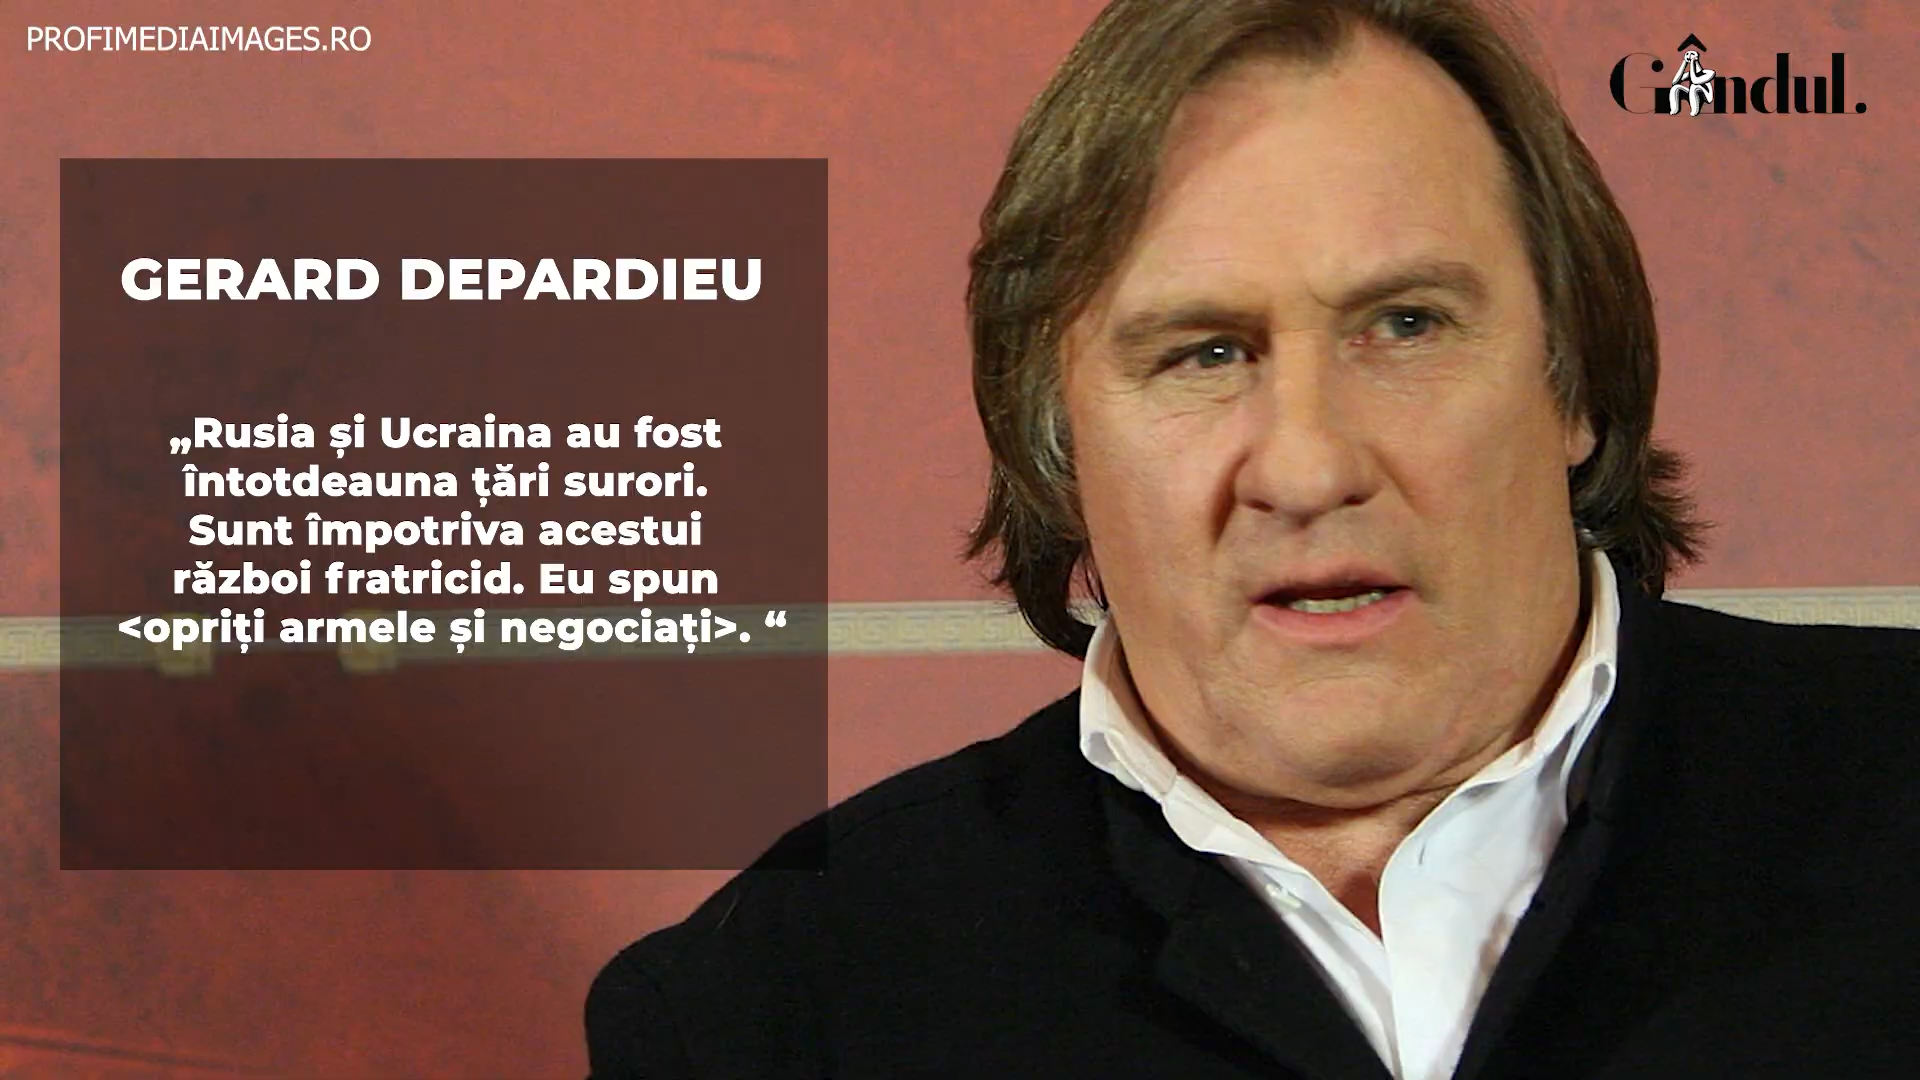 PROFIMEDIAIMAGES.RO
Gândul.
GERARD DEPARDIEU
„Rusia și Ucraina au fost
întotdeauna țări surori.
Sunt împotriva acestui
război fratricid. Eu spun
<opriți armele și negociați>. “